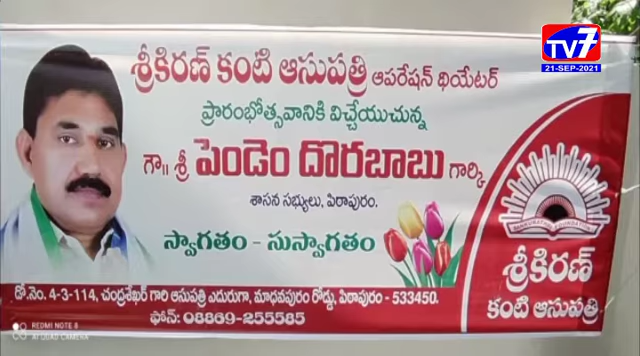 TV7
21-SEP-2021
శ్రీకిరణ్ కంటి ఆసుపత్రి ఆపరేషన్ థియేటర్
ప్రారంభోత్సవానికి విచ్చేయుచున్న
గౌ॥ శ్రీ పెండెం దొరబాబు గార్కి
శాసన సభ్యులు, పిఠాపురం.
స్వాగతం - సుస్వాగతం
డో.నెం. 4-3-114, చంద్రశేఖర్ గారి ఆసుపత్రి ఎదురుగా, మాధవపురం రోడ్డు, పిఠాపురం - 533450.
ఫోన్: 08869-255585
శ్రీకిరణ్
కంటి ఆసుపత్రి
REDMI NOTE 8
AI QUAD CAMERA